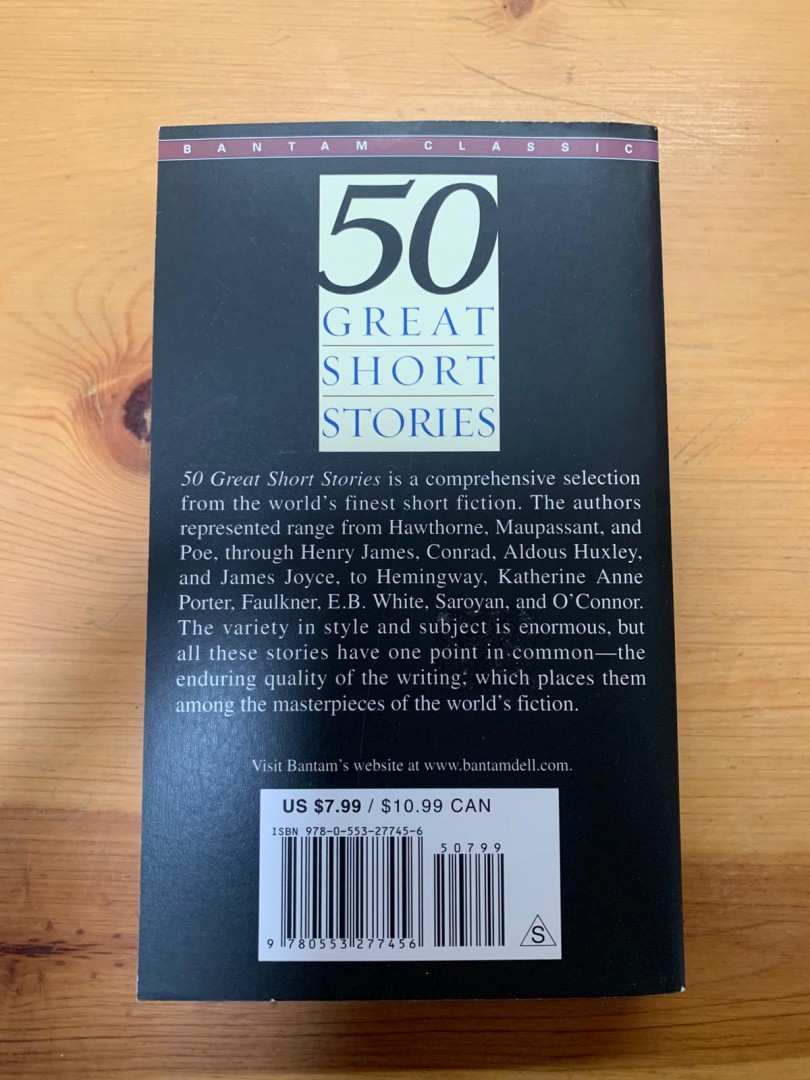 BANTAM CLASSIC
50
GREAT
SHORT
STORIES
50 Great Short Stories is a comprehensive selection
from the world's finest short fiction. The authors
represented range from Hawthorne, Maupassant, and
Poe, through Henry James, Conrad, Aldous Huxley,
and James Joyce, to Hemingway, Katherine Anne
Porter, Faulkner, E.B. White, Saroyan, and O'Connor.
The variety in style and subject is enormous, but
all these stories have one point in common—the
enduring quality of the writing, which places them
among the masterpieces of the world's fiction.
Visit Bantam's website at www.bantamdell.com.
US $7.99 / $10.99 CAN
ISBN 978-0-553-27745-6
50799
9 780553 277456
S